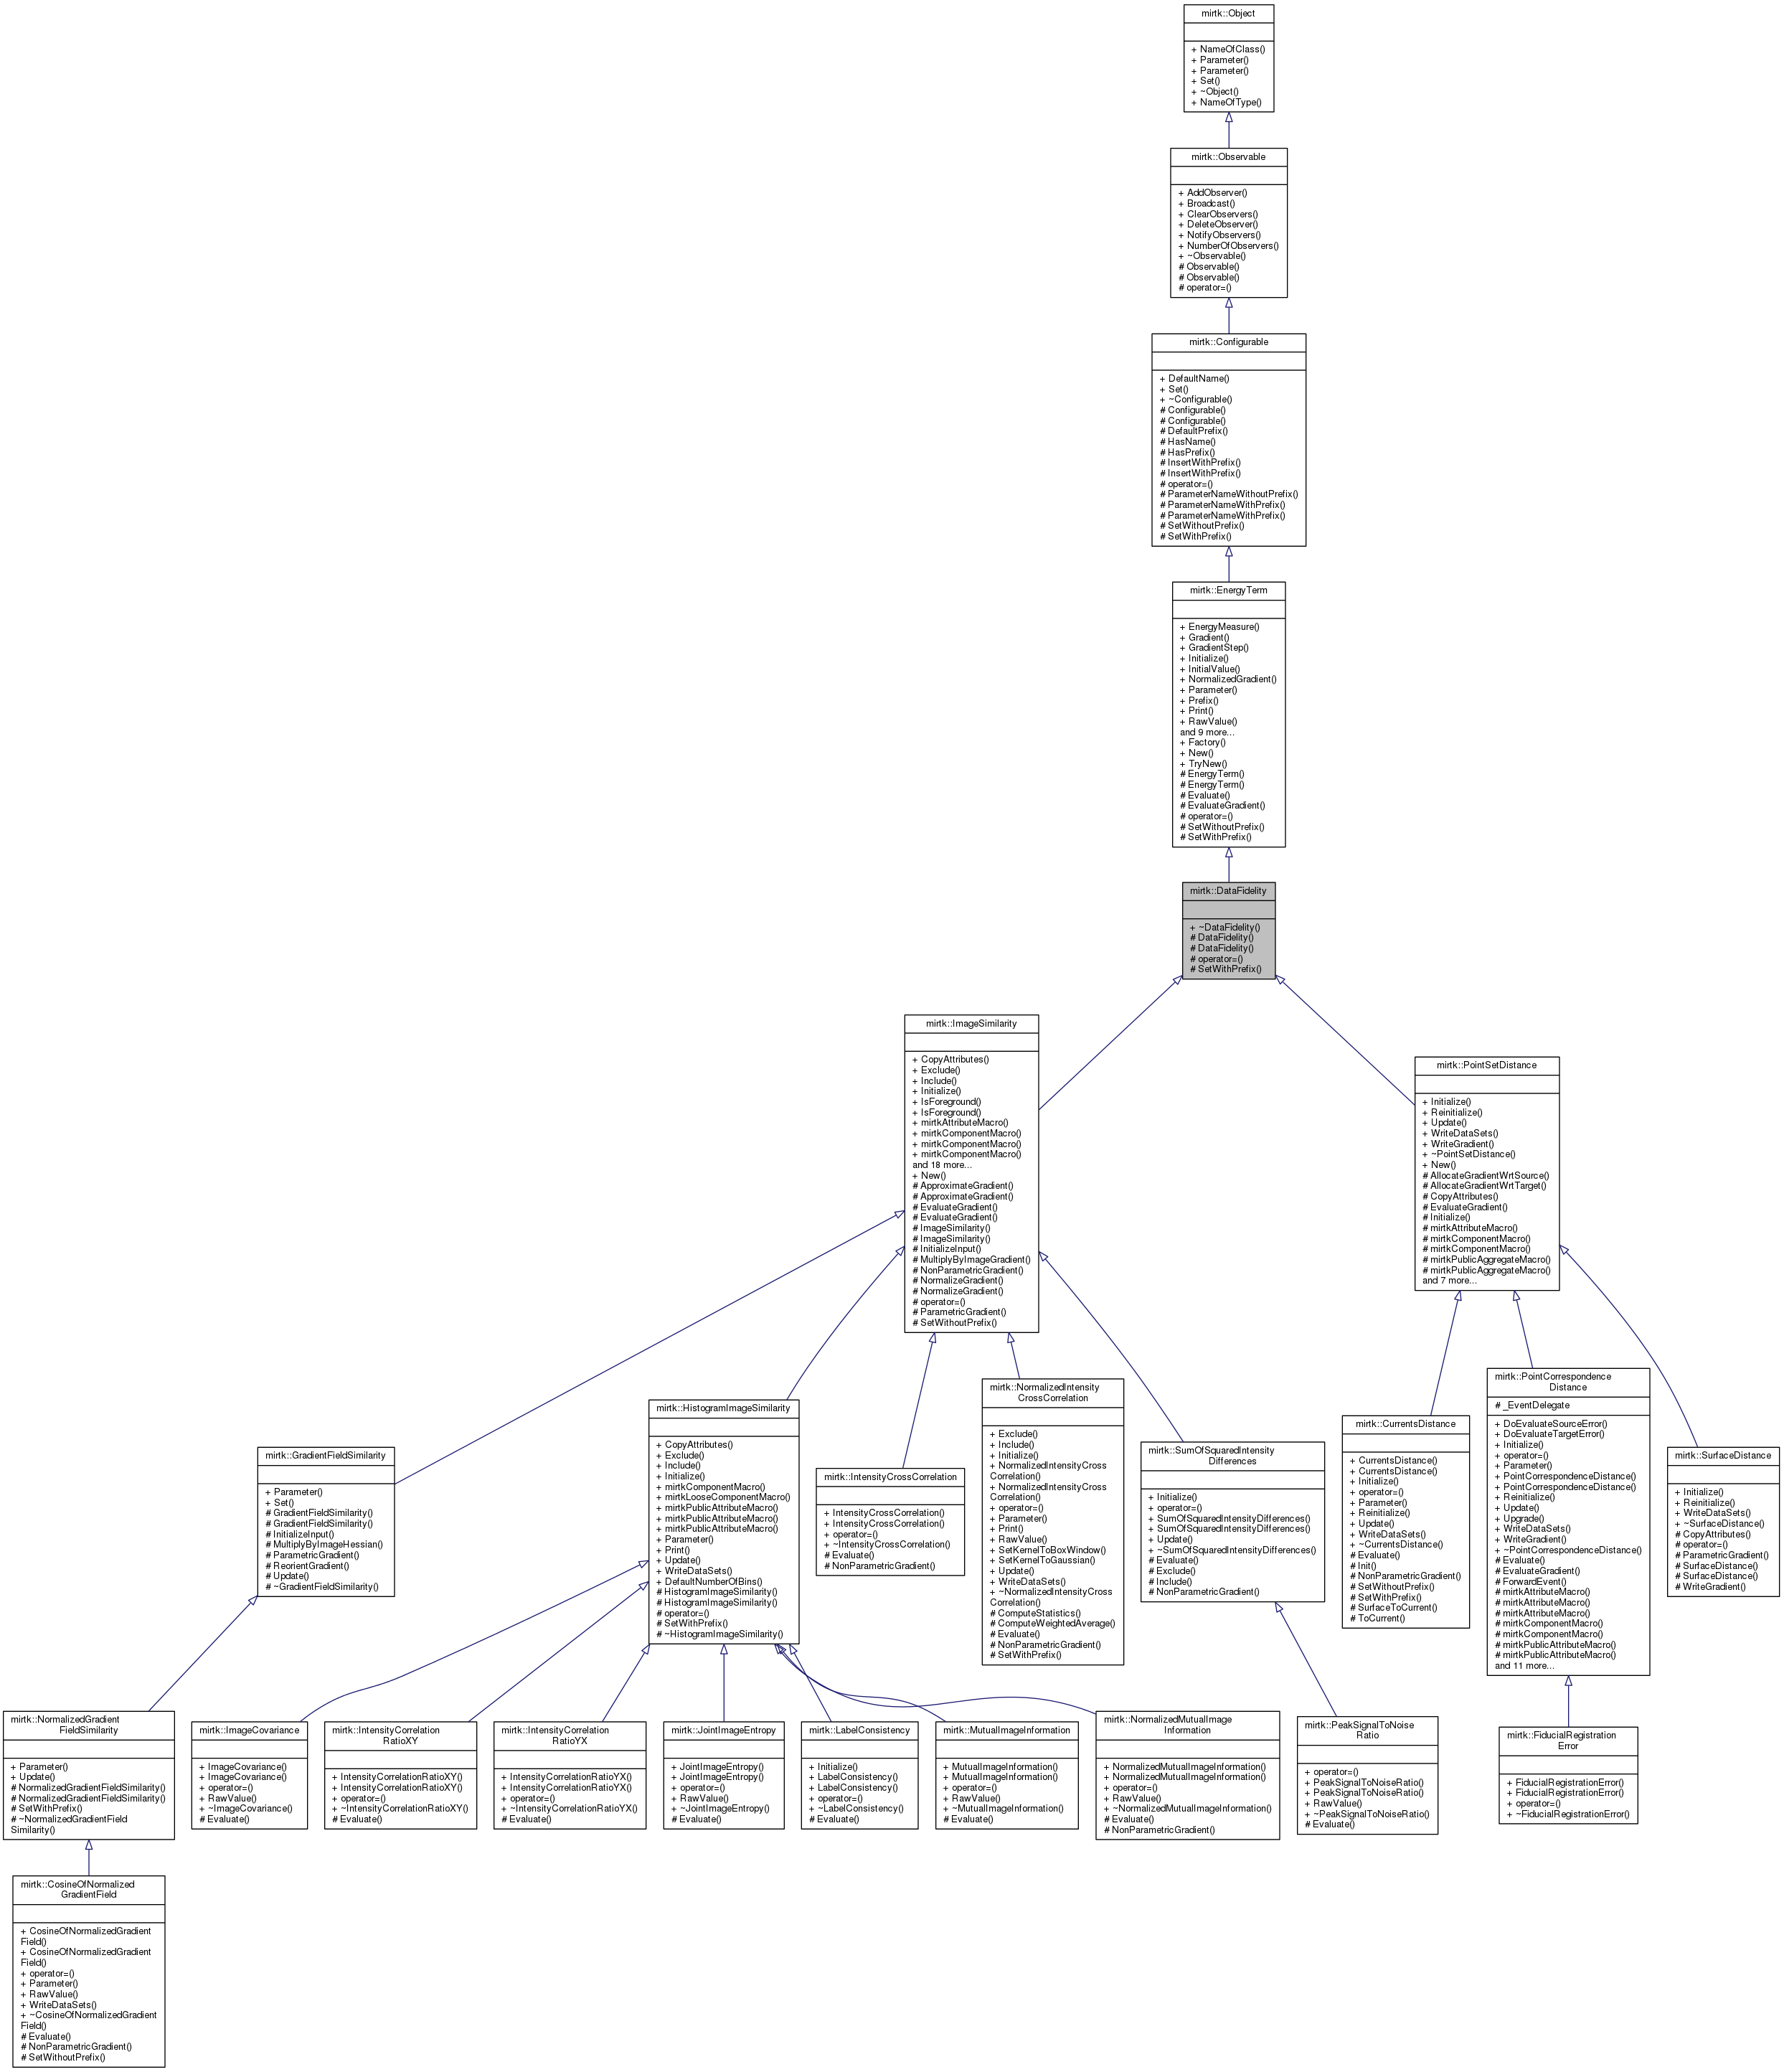 mirtk::Object
+ NameOfClass()
+ Parameter()
+ Parameter()
+ Set()
+ ~Object()
+ NameOfType()
mirtk::Observable
+ AddObserver()
+ Broadcast()
+ ClearObservers()
+ DeleteObserver()
+ NotifyObservers()
+ NumberOfObservers()
+ ~Observable()
# Observable()
# Observable()
# operator=()
mirtk::Configurable
+ DefaultName()
+ Set()
+ ~Configurable()
# Configurable()
# Configurable()
# DefaultPrefix()
# HasName()
# HasPrefix()
# InsertWithPrefix()
# InsertWithPrefix()
# operator=()
# ParameterNameWithoutPrefix()
# ParameterNameWithPrefix()
# ParameterNameWithPrefix()
# SetWithoutPrefix()
# SetWithPrefix()
mirtk::EnergyTerm
+ EnergyMeasure()
+ Gradient()
+ GradientStep()
+ Initialize()
+ InitialValue()
+ NormalizedGradient()
+ Parameter()
+ Prefix()
+ Print()
+ RawValue()
and 9 more...
+ Factory()
+ New()
+ TryNew()
# EnergyTerm()
# EnergyTerm()
# Evaluate()
# EvaluateGradient()
# operator=()
# SetWithoutPrefix()
# SetWithPrefix()
mirtk::DataFidelity
+ ~DataFidelity()
# DataFidelity()
# DataFidelity()
# operator=()
# SetWithPrefix()
mirtk::ImageSimilarity
+ CopyAttributes()
+ Exclude()
+ Include()
+ Initialize()
+ IsForeground()
+ IsForeground()
+ mirtkAttributeMacro()
+ mirtkComponentMacro()
+ mirtkComponentMacro()
+ mirtkComponentMacro()
and 18 more...
+ New()
# ApproximateGradient()
# ApproximateGradient()
# EvaluateGradient()
# EvaluateGradient()
# ImageSimilarity()
# ImageSimilarity()
# InitializeInput()
# MultiplyByImageGradient()
# NonParametricGradient()
# NormalizeGradient()
# NormalizeGradient()
# operator=()
# ParametricGradient()
# SetWithoutPrefix()
mirtk::PointSetDistance
+ Initialize()
+ Reinitialize()
+ Update()
+ WriteDataSets()
+ WriteGradient()
+ ~PointSetDistance()
+ New()
# AllocateGradientWrtSource()
# AllocateGradientWrtTarget()
# CopyAttributes()
# EvaluateGradient()
# Initialize()
# mirtkAttributeMacro()
# mirtkComponentMacro()
# mirtkComponentMacro()
# mirtkPublicAggregateMacro()
# mirtkPublicAggregateMacro()
and 7 more...
mirtk::GradientFieldSimilarity
+ Parameter()
+ Set()
# GradientFieldSimilarity()
# GradientFieldSimilarity()
# InitializeInput()
# MultiplyByImageHessian()
# ParametricGradient()
# ReorientGradient()
# Update()
# ~GradientFieldSimilarity()
mirtk::HistogramImageSimilarity
+ CopyAttributes()
+ Exclude()
+ Include()
+ Initialize()
+ mirtkComponentMacro()
+ mirtkLooseComponentMacro()
+ mirtkPublicAttributeMacro()
+ mirtkPublicAttributeMacro()
+ mirtkPublicAttributeMacro()
+ Parameter()
+ Print()
+ Update()
+ WriteDataSets()
+ DefaultNumberOfBins()
# HistogramImageSimilarity()
# HistogramImageSimilarity()
# operator=()
# SetWithPrefix()
# ~HistogramImageSimilarity()
mirtk::IntensityCrossCorrelation
+ IntensityCrossCorrelation()
+ IntensityCrossCorrelation()
+ operator=()
+ ~IntensityCrossCorrelation()
# Evaluate()
# NonParametricGradient()
mirtk::NormalizedIntensity
CrossCorrelation
+ Exclude()
+ Include()
+ Initialize()
+ NormalizedIntensityCross
Correlation()
+ NormalizedIntensityCross
Correlation()
+ operator=()
+ Parameter()
+ Print()
+ RawValue()
+ SetKernelToBoxWindow()
+ SetKernelToGaussian()
+ Update()
+ WriteDataSets()
+ ~NormalizedIntensityCross
Correlation()
# ComputeStatistics()
# ComputeWeightedAverage()
# Evaluate()
# NonParametricGradient()
# SetWithPrefix()
mirtk::SumOfSquaredIntensity
Differences
+ Initialize()
+ operator=()
+ SumOfSquaredIntensityDifferences()
+ SumOfSquaredIntensityDifferences()
+ Update()
+ ~SumOfSquaredIntensityDifferences()
# Evaluate()
# Exclude()
# Include()
# NonParametricGradient()
mirtk::CurrentsDistance
+ CurrentsDistance()
+ CurrentsDistance()
+ Initialize()
+ operator=()
+ Parameter()
+ Reinitialize()
+ Update()
+ WriteDataSets()
+ ~CurrentsDistance()
# Evaluate()
# Init()
# NonParametricGradient()
# SetWithoutPrefix()
# SetWithPrefix()
# SurfaceToCurrent()
# ToCurrent()
mirtk::PointCorrespondence
Distance
# _EventDelegate
+ DoEvaluateSourceError()
+ DoEvaluateTargetError()
+ Initialize()
+ operator=()
+ Parameter()
+ PointCorrespondenceDistance()
+ PointCorrespondenceDistance()
+ Reinitialize()
+ Update()
+ Upgrade()
+ WriteDataSets()
+ WriteGradient()
+ ~PointCorrespondenceDistance()
# Evaluate()
# EvaluateGradient()
# ForwardEvent()
# mirtkAttributeMacro()
# mirtkAttributeMacro()
# mirtkAttributeMacro()
# mirtkComponentMacro()
# mirtkComponentMacro()
# mirtkPublicAttributeMacro()
# mirtkPublicAttributeMacro()
and 11 more...
mirtk::SurfaceDistance
+ Initialize()
+ Reinitialize()
+ WriteDataSets()
+ ~SurfaceDistance()
# CopyAttributes()
# operator=()
# ParametricGradient()
# SurfaceDistance()
# SurfaceDistance()
# WriteGradient()
mirtk::NormalizedGradient
FieldSimilarity
+ Parameter()
+ Update()
# NormalizedGradientFieldSimilarity()
# NormalizedGradientFieldSimilarity()
# SetWithPrefix()
# ~NormalizedGradientField
Similarity()
mirtk::ImageCovariance
+ ImageCovariance()
+ ImageCovariance()
+ operator=()
+ RawValue()
+ ~ImageCovariance()
# Evaluate()
mirtk::IntensityCorrelation
RatioXY
+ IntensityCorrelationRatioXY()
+ IntensityCorrelationRatioXY()
+ operator=()
+ ~IntensityCorrelationRatioXY()
# Evaluate()
mirtk::IntensityCorrelation
RatioYX
+ IntensityCorrelationRatioYX()
+ IntensityCorrelationRatioYX()
+ operator=()
+ ~IntensityCorrelationRatioYX()
# Evaluate()
mirtk::JointImageEntropy
+ JointImageEntropy()
+ JointImageEntropy()
+ operator=()
+ RawValue()
+ ~JointImageEntropy()
# Evaluate()
mirtk::LabelConsistency
+ Initialize()
+ LabelConsistency()
+ LabelConsistency()
+ operator=()
+ ~LabelConsistency()
# Evaluate()
mirtk::MutualImageInformation
+ MutualImageInformation()
+ MutualImageInformation()
+ operator=()
+ RawValue()
+ ~MutualImageInformation()
# Evaluate()
mirtk::NormalizedMutualImage
Information
+ NormalizedMutualImageInformation()
+ NormalizedMutualImageInformation()
+ operator=()
+ RawValue()
+ ~NormalizedMutualImageInformation()
# Evaluate()
# NonParametricGradient()
mirtk::PeakSignalToNoise
Ratio
+ operator=()
+ PeakSignalToNoiseRatio()
+ PeakSignalToNoiseRatio()
+ RawValue()
+ ~PeakSignalToNoiseRatio()
# Evaluate()
mirtk::FiducialRegistration
Error
+ FiducialRegistrationError()
+ FiducialRegistrationError()
+ operator=()
+ ~FiducialRegistrationError()
mirtk::CosineOfNormalized
GradientField
+ CosineOfNormalizedGradient
Field()
+ CosineOfNormalizedGradient
Field()
+ operator=()
+ Parameter()
+ RawValue()
+ WriteDataSets()
+ ~CosineOfNormalizedGradient
Field()
# Evaluate()
# NonParametricGradient()
# SetWithoutPrefix()